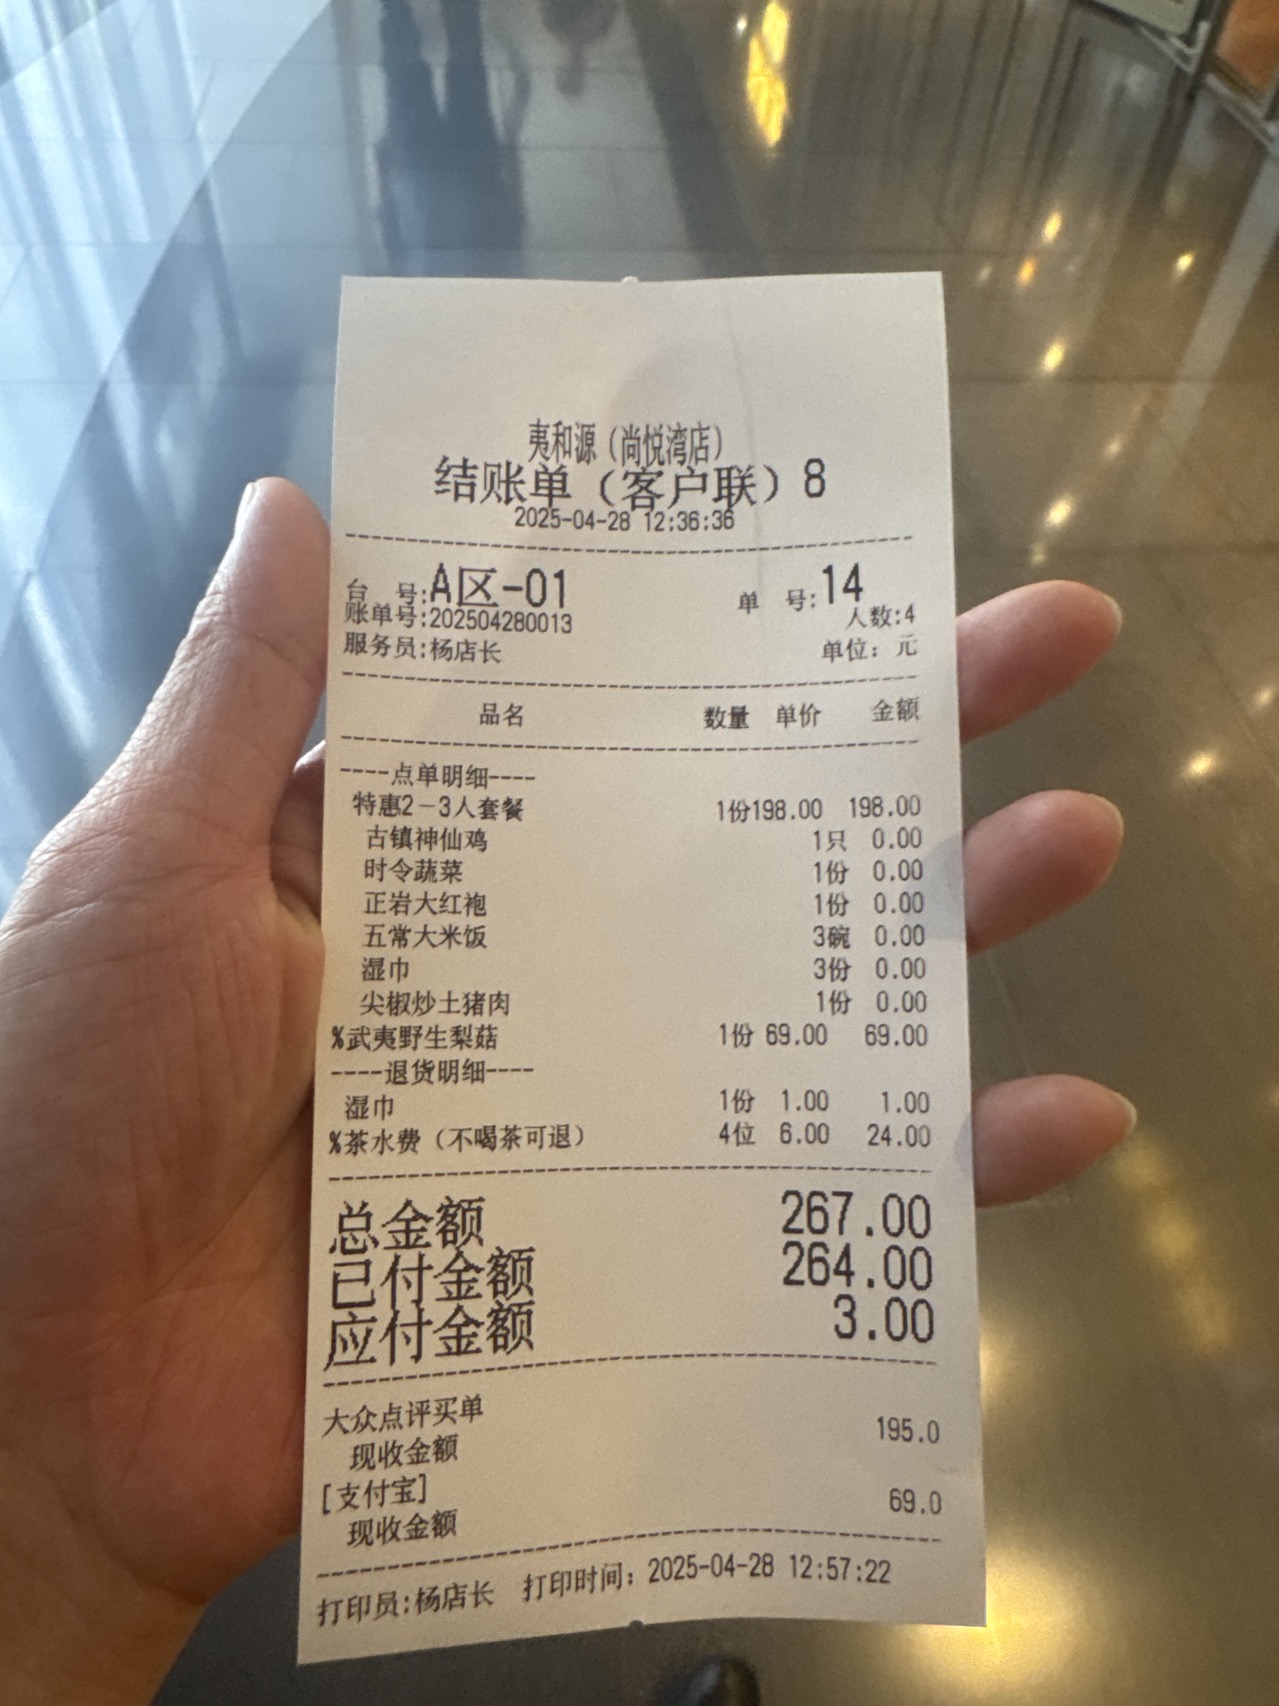 夷和源（尚悦湾店）
结账单（客户联）8
2025-04-28 12:36:36
台 号:A区-01 单 号:14
账单号:202504280013 人数:4
服务员:杨店长 单位：元
品名 数量 单价 金额
----点单明细----
特惠2－3人套餐 1份198.00 198.00
古镇神仙鸡 1只 0.00
时令蔬菜 1份 0.00
正岩大红袍 1份 0.00
五常大米饭 3碗 0.00
湿巾 3份 0.00
尖椒炒土猪肉 1份 0.00
%武夷野生梨菇 1份 69.00 69.00
----退货明细----
湿巾 1份 1.00 1.00
%茶水费（不喝茶可退） 4位 6.00 24.00
总金额 267.00
已付金额 264.00
应付金额 3.00
大众点评买单
现收金额 195.0
[支付宝]
现收金额 69.0
打印员:杨店长 打印时间：2025-04-28 12:57:22